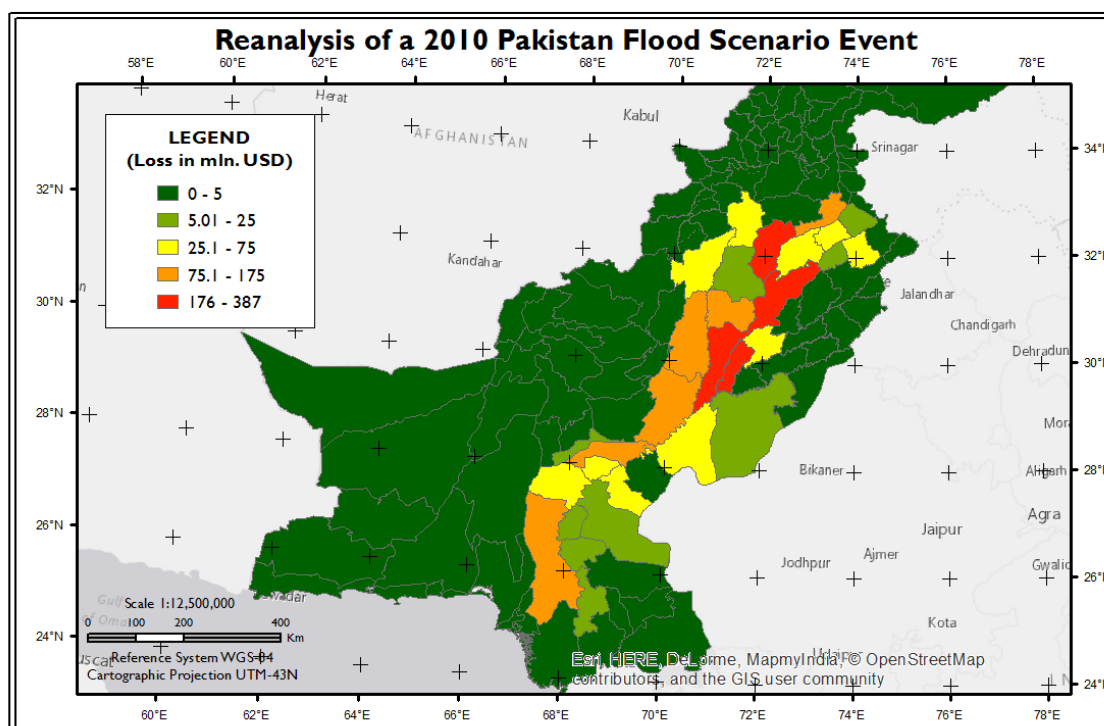 Reanalysis of a 2010 Pakistan Flood Scenario Event
58°E 60°E 62°E 64°E 66°E 68°E 70°E 72°E 74°E 76°E 78°E
Herat
Kabul
AFGHANISTAN
Srinagar
34°N
LEGEND
(Loss in mln. USD)
0 - 5
5.01 - 25
25.1 - 75
75.1 - 175
176 - 387
32°N
Kandahar
32°N
Jalandhar
30°N
Chandigarh
Dehradun
30°N
28°N
Bikaner
Aligarh
28°N
26°N
Jaipur
Agra
Jodhpur
Ajmer
26°N
Scale 1:12,500,000
0 100 200 400
Km
Kota
24°N
Reference System WGS-84
Cartographic Projection UTM-43N
Esri, HERE, DeLorme, MapmyIndia, © OpenStreetMap
contributors, and the GIS user community
24°N
60°E 62°E 64°E 66°E 68°E 70°E 72°E 74°E 76°E 78°E